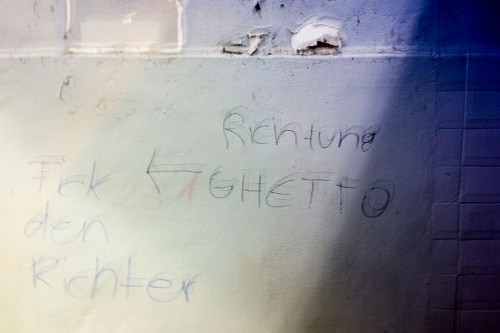 Richtung
GHETTO
Fick
den
Richter